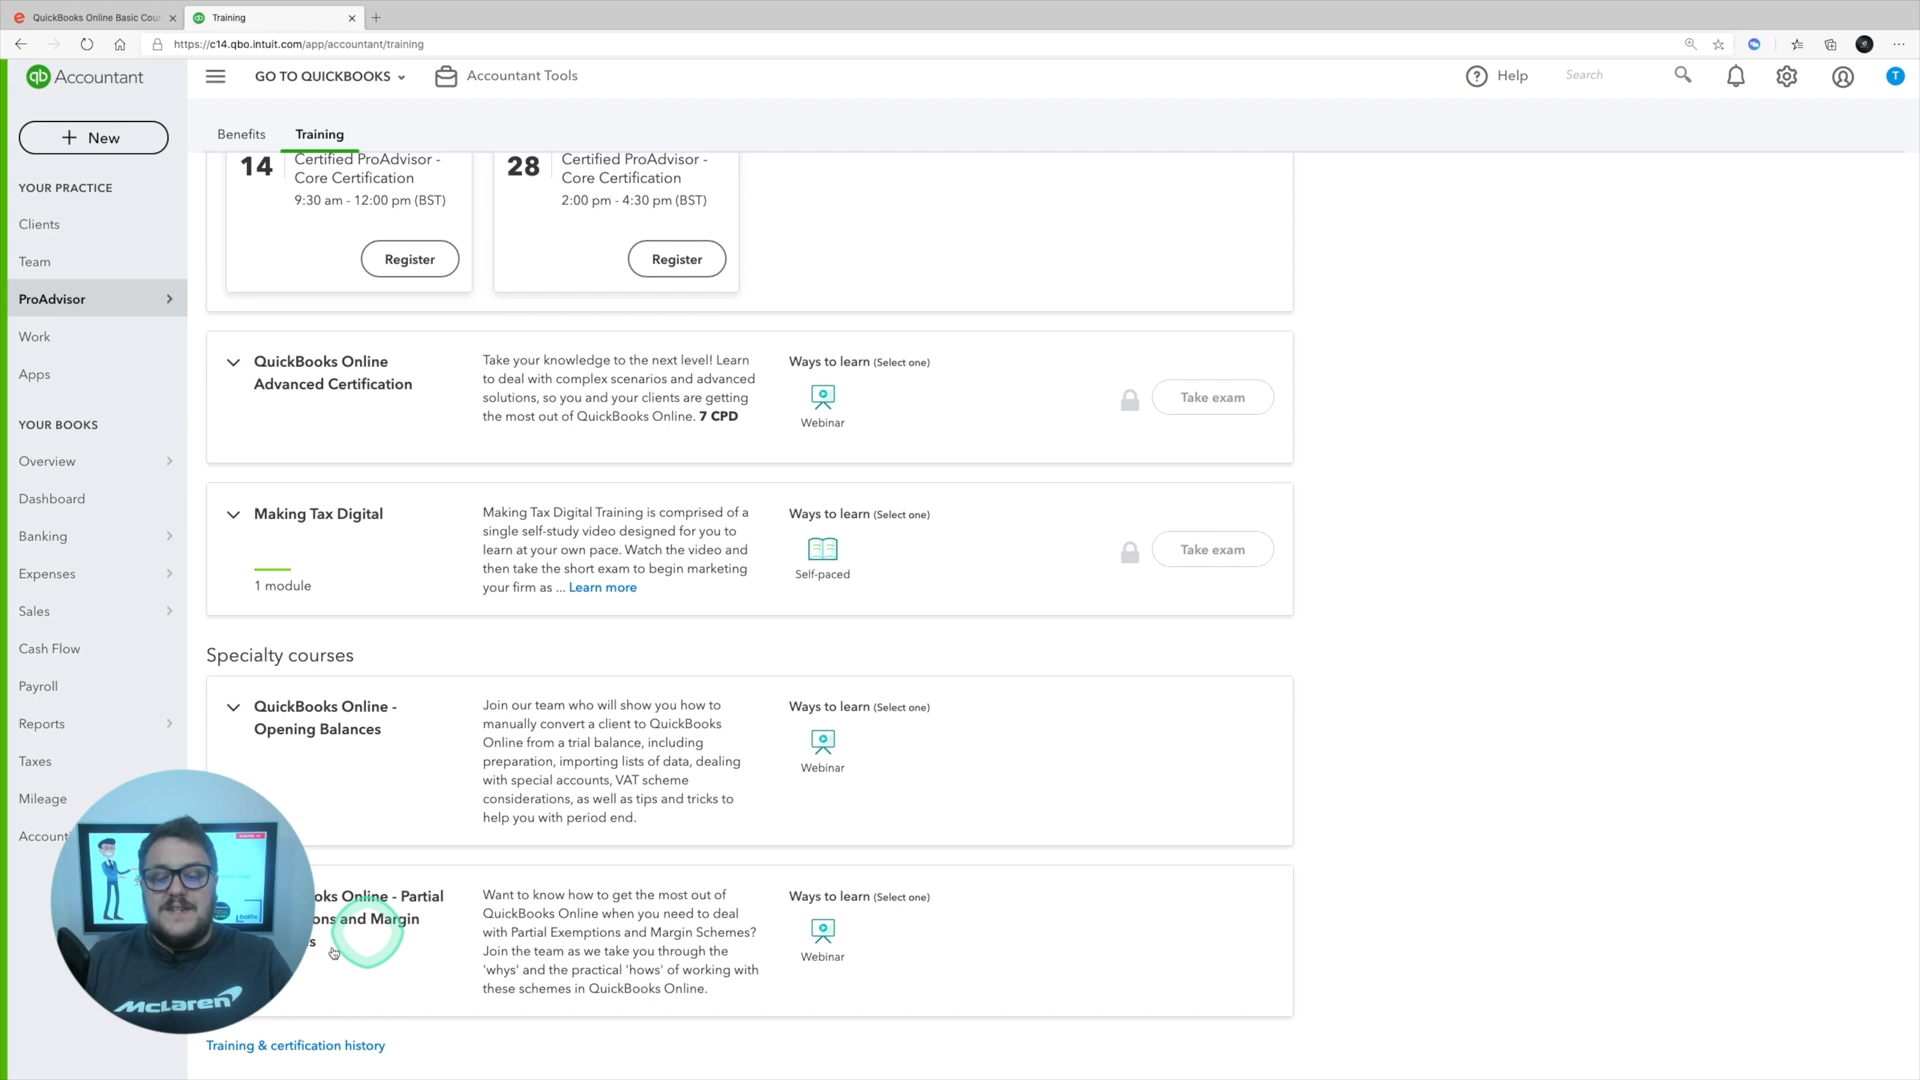 QuickBooks Online Basic Cou
Training
https://c14.qbo.intuit.com/app/accountant/training
qb Accountant
GO TO QUICKBOOKS
Accountant Tools
? Help
Search
T
+ New
Benefits
Training
YOUR PRACTICE
Clients
Team
ProAdvisor
Work
Apps
YOUR BOOKS
Overview
Dashboard
Banking
Expenses
Sales
Cash Flow
Payroll
Reports
Taxes
Mileage
Account
14
Certified ProAdvisor -
Core Certification
9:30 am - 12:00 pm (BST)
Register
28
Certified ProAdvisor -
Core Certification
2:00 pm - 4:30 pm (BST)
Register
QuickBooks Online
Advanced Certification
Take your knowledge to the next level! Learn
to deal with complex scenarios and advanced
solutions, so you and your clients are getting
the most out of QuickBooks Online. 7 CPD
Ways to learn (Select one)
Webinar
Take exam
Making Tax Digital
1 module
Making Tax Digital Training is comprised of a
single self-study video designed for you to
learn at your own pace. Watch the video and
then take the short exam to begin marketing
your firm as ... Learn more
Ways to learn (Select one)
Self-paced
Take exam
Specialty courses
QuickBooks Online -
Opening Balances
Join our team who will show you how to
manually convert a client to QuickBooks
Online from a trial balance, including
preparation, importing lists of data, dealing
with special accounts, VAT scheme
considerations, as well as tips and tricks to
help you with period end.
Ways to learn (Select one)
Webinar
oks Online - Partial
ons and Margin
s
Want to know how to get the most out of
QuickBooks Online when you need to deal
with Partial Exemptions and Margin Schemes?
Join the team as we take you through the
'whys' and the practical 'hows' of working with
these schemes in QuickBooks Online.
Ways to learn (Select one)
Webinar
McLaren
Training & certification history